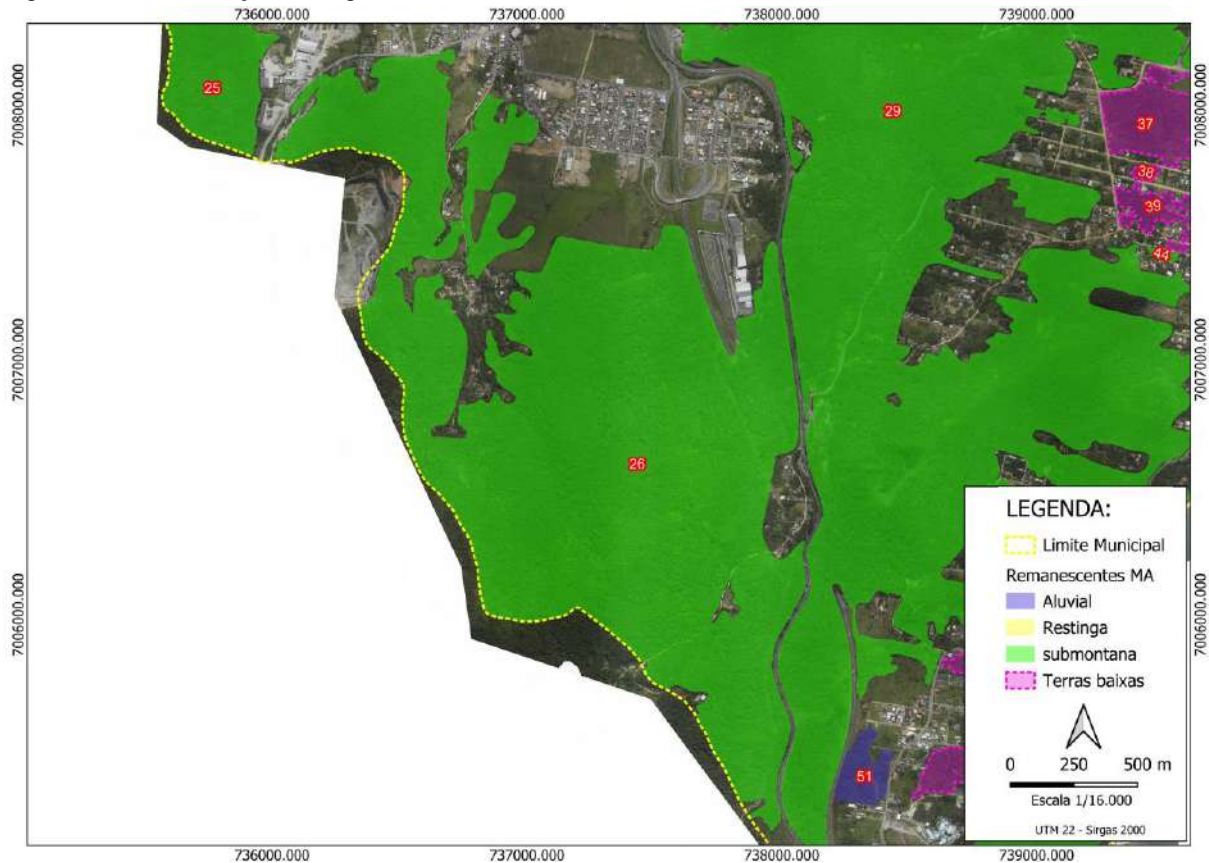 736000.000
737000.000
738000.000
739000.000
7008000.000
7008000.000
25
29
37
38
39
44
7007000.000
7007000.000
26
LEGENDA:
Limite Municipal
Remanescentes MA
Aluvial
Restinga
submontana
Terras baixas
7006000.000
7006000.000
0 250 500 m
Escala 1/16.000
UTM 22 - Sirgas 2000
51
736000.000
737000.000
738000.000
739000.000